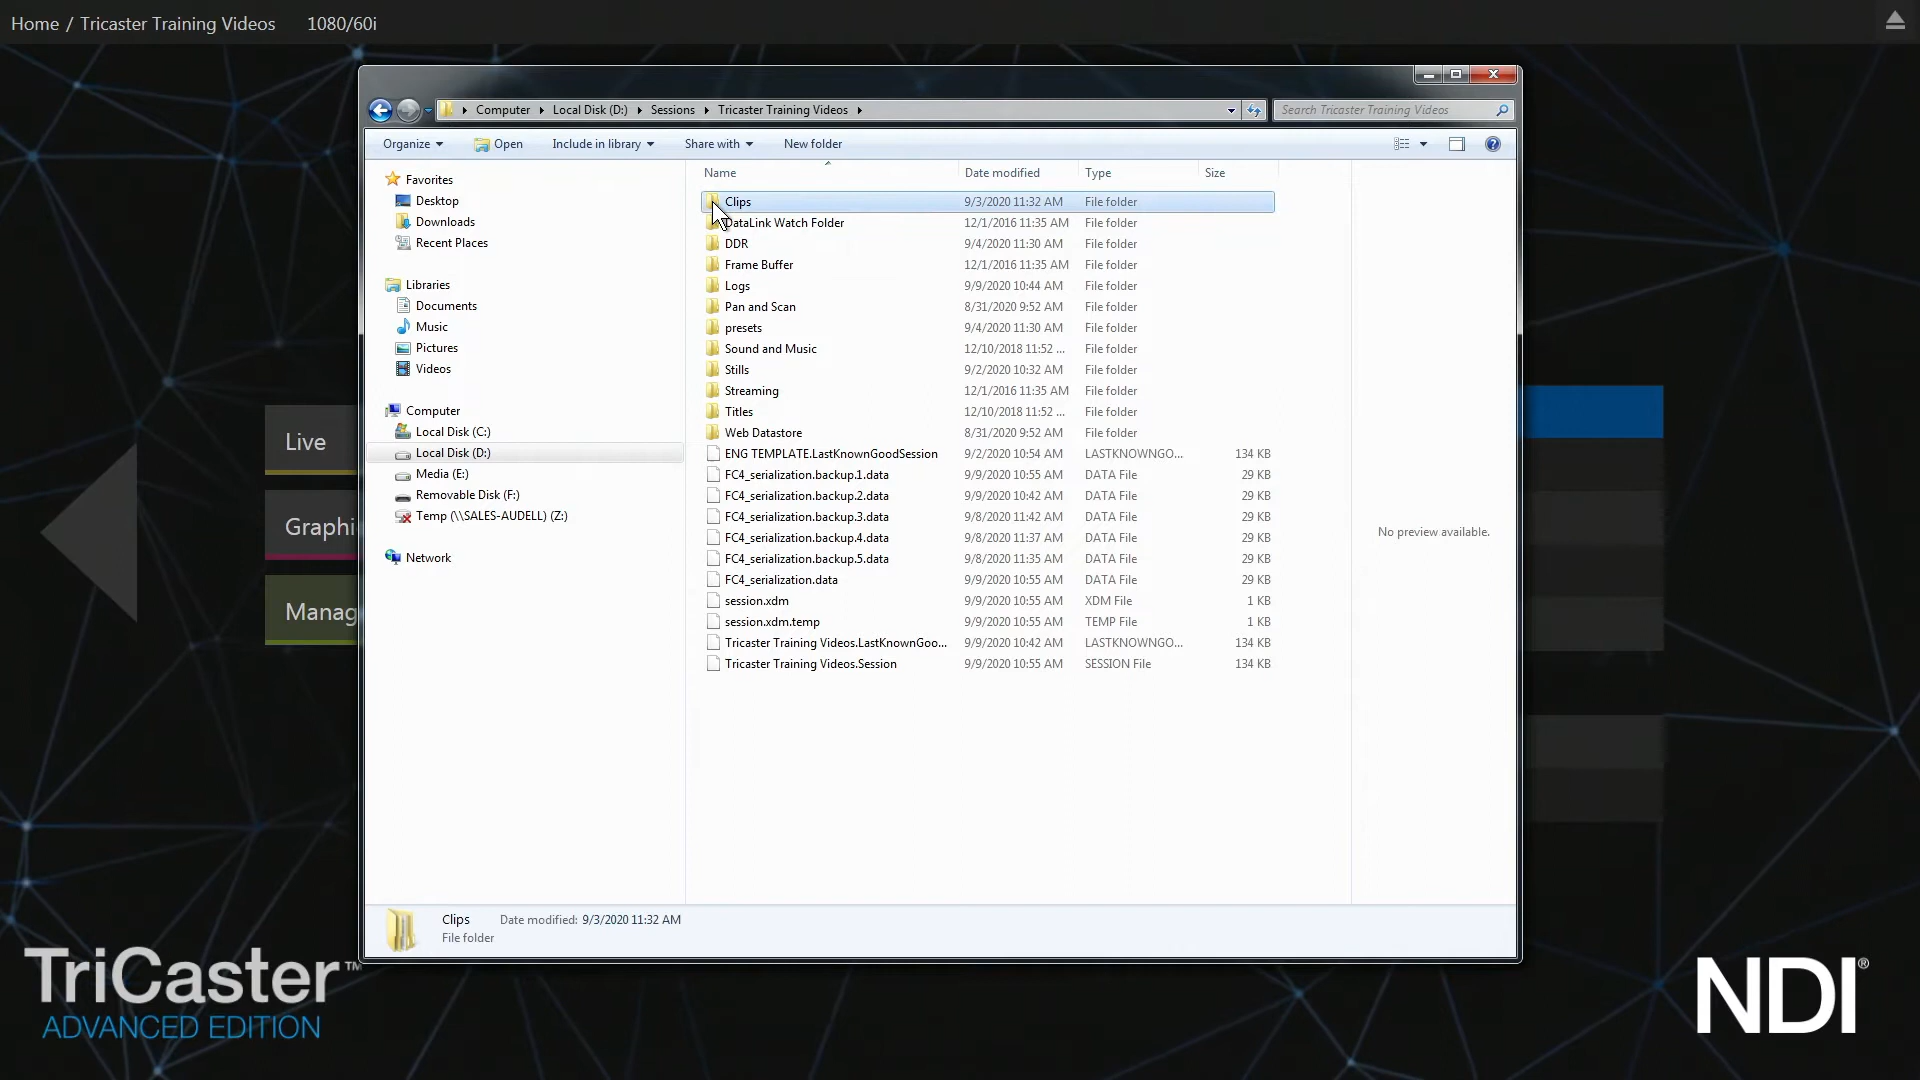 Home / Tricaster Training Videos 1080/60i
Computer Local Disk (D:) Sessions Tricaster Training Videos
Search Tricaster Training Videos
Organize Open Include in library Share with New folder
Name Date modified Type Size
Favorites
Desktop
Downloads
Recent Places
Libraries
Documents
Music
Pictures
Videos
Computer
Local Disk (C:)
Local Disk (D:)
Media (E:)
Removable Disk (F:)
Temp (\\SALES-AUDELL) (Z:)
Network
Clips 9/3/2020 11:32 AM File folder
DataLink Watch Folder 12/1/2016 11:35 AM File folder
DDR 9/4/2020 11:30 AM File folder
Frame Buffer 12/1/2016 11:35 AM File folder
Logs 9/9/2020 10:44 AM File folder
Pan and Scan 8/31/2020 9:52 AM File folder
presets 9/4/2020 11:30 AM File folder
Sound and Music 12/10/2018 11:52 ... File folder
Stills 9/2/2020 10:32 AM File folder
Streaming 12/1/2016 11:35 AM File folder
Titles 12/10/2018 11:52 ... File folder
Web Datastore 8/31/2020 9:52 AM File folder
ENG TEMPLATE.LastKnownGoodSession 9/2/2020 10:54 AM LASTKNOWNGO... 134 KB
FC4_serialization.backup.1.data 9/9/2020 10:55 AM DATA File 29 KB
FC4_serialization.backup.2.data 9/9/2020 10:42 AM DATA File 29 KB
FC4_serialization.backup.3.data 9/8/2020 11:42 AM DATA File 29 KB
FC4_serialization.backup.4.data 9/8/2020 11:37 AM DATA File 29 KB
FC4_serialization.backup.5.data 9/8/2020 11:35 AM DATA File 29 KB
FC4_serialization.data 9/9/2020 10:55 AM DATA File 29 KB
session.xdm 9/9/2020 10:55 AM XDM File 1 KB
session.xdm.temp 9/9/2020 10:55 AM TEMP File 1 KB
Tricaster Training Videos.LastKnownGoo... 9/9/2020 10:42 AM LASTKNOWNGO... 134 KB
Tricaster Training Videos.Session 9/9/2020 10:55 AM SESSION File 134 KB
No preview available.
Live
Graphi
Manag
Clips Date modified: 9/3/2020 11:32 AM
File folder
TriCaster™
ADVANCED EDITION
NDI®